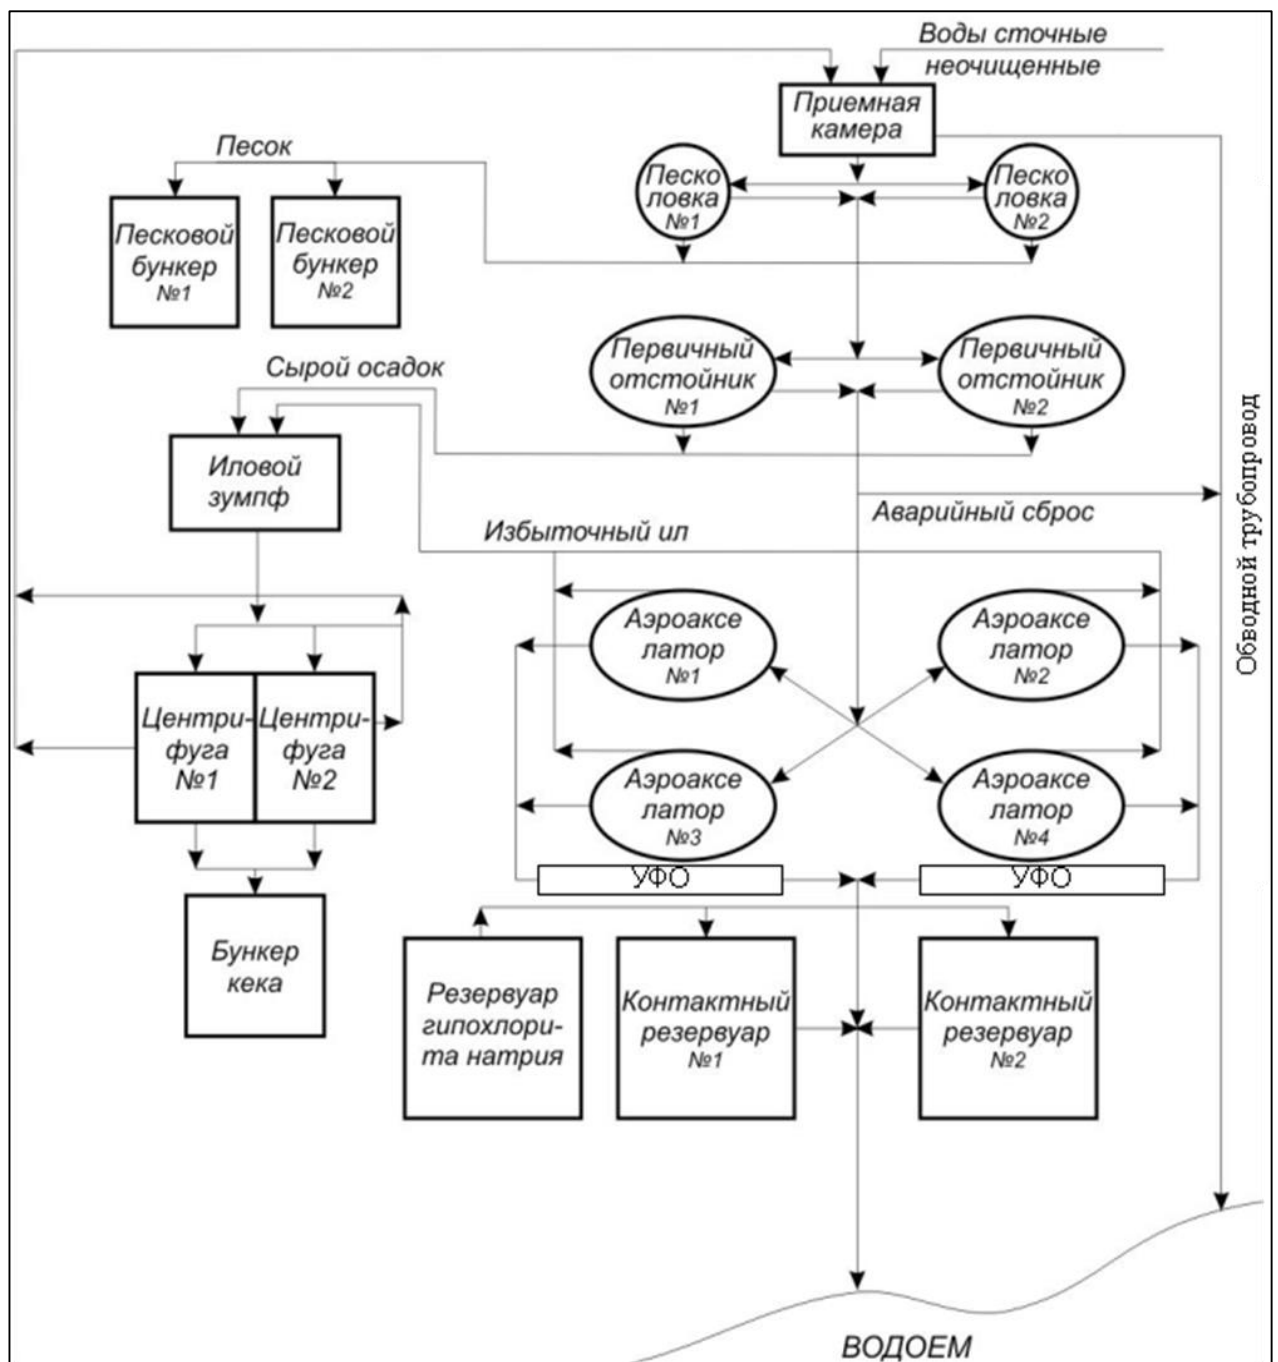 Воды сточные
неочищенные
Приемная
камера
Песок
Песко
ловка
№1
Песко
ловка
№2
Песковой
бункер
№1
Песковой
бункер
№2
Первичный
отстойник
№1
Первичный
отстойник
№2
Сырой осадок
Иловой
зумпф
Обводной трубопровод
Аварийный сброс
Избыточный ил
Аэроаксе
латор
№1
Аэроаксе
латор
№2
Центри-
фуга
№1
Центри-
фуга
№2
Аэроаксе
латор
№3
Аэроаксе
латор
№4
УФО
УФО
Бункер
кека
Резервуар
гипохлори-
та натрия
Контактный
резервуар
№1
Контактный
резервуар
№2
ВОДОЕМ